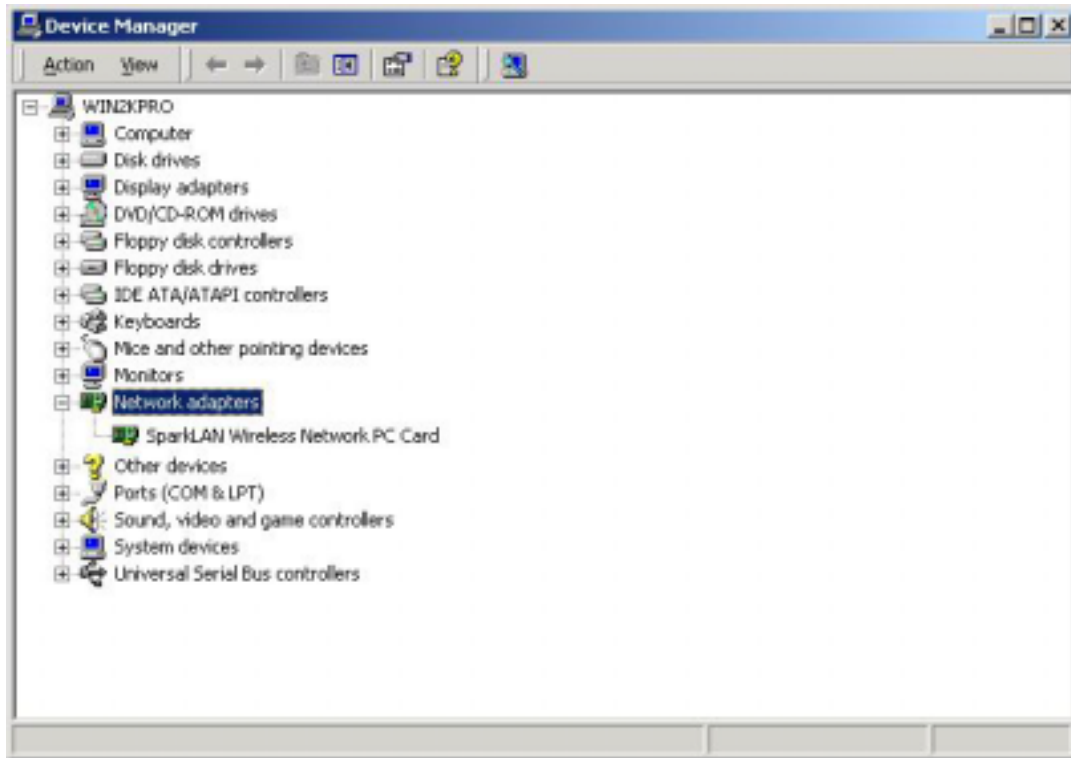 Device Manager
Action View
WIN2KPRO
Computer
Disk drives
Display adapters
DVD/CD-ROM drives
Floppy disk controllers
Floppy disk drives
IDE ATA/ATAPI controllers
Keyboards
Mice and other pointing devices
Monitors
Network adapters
SparkLAN Wireless Network PC Card
Other devices
Ports (COM & LPT)
Sound, video and game controllers
System devices
Universal Serial Bus controllers